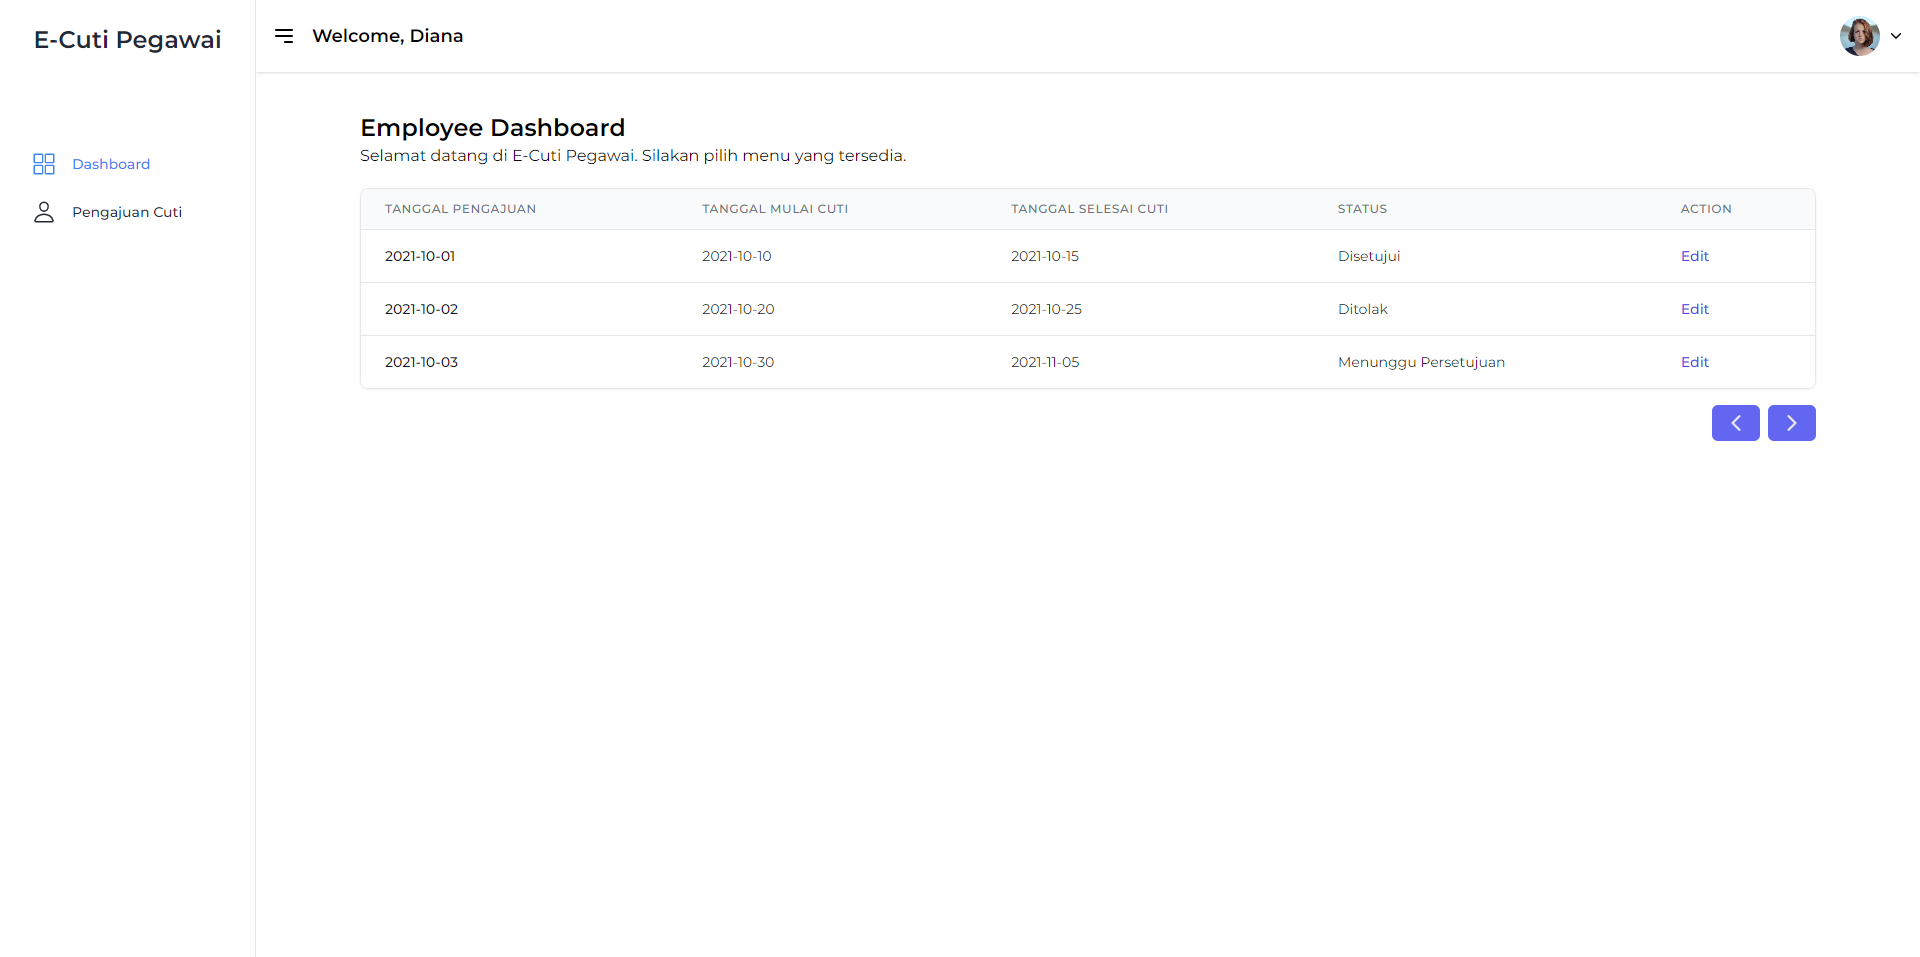 E-Cuti Pegawai
Welcome, Diana
Dashboard
Pengajuan Cuti
Employee Dashboard
Selamat datang di E-Cuti Pegawai. Silakan pilih menu yang tersedia.
TANGGAL PENGAJUAN TANGGAL MULAI CUTI TANGGAL SELESAI CUTI STATUS ACTION
2021-10-01 2021-10-10 2021-10-15 Disetujui Edit
2021-10-02 2021-10-20 2021-10-25 Ditolak Edit
2021-10-03 2021-10-30 2021-11-05 Menunggu Persetujuan Edit